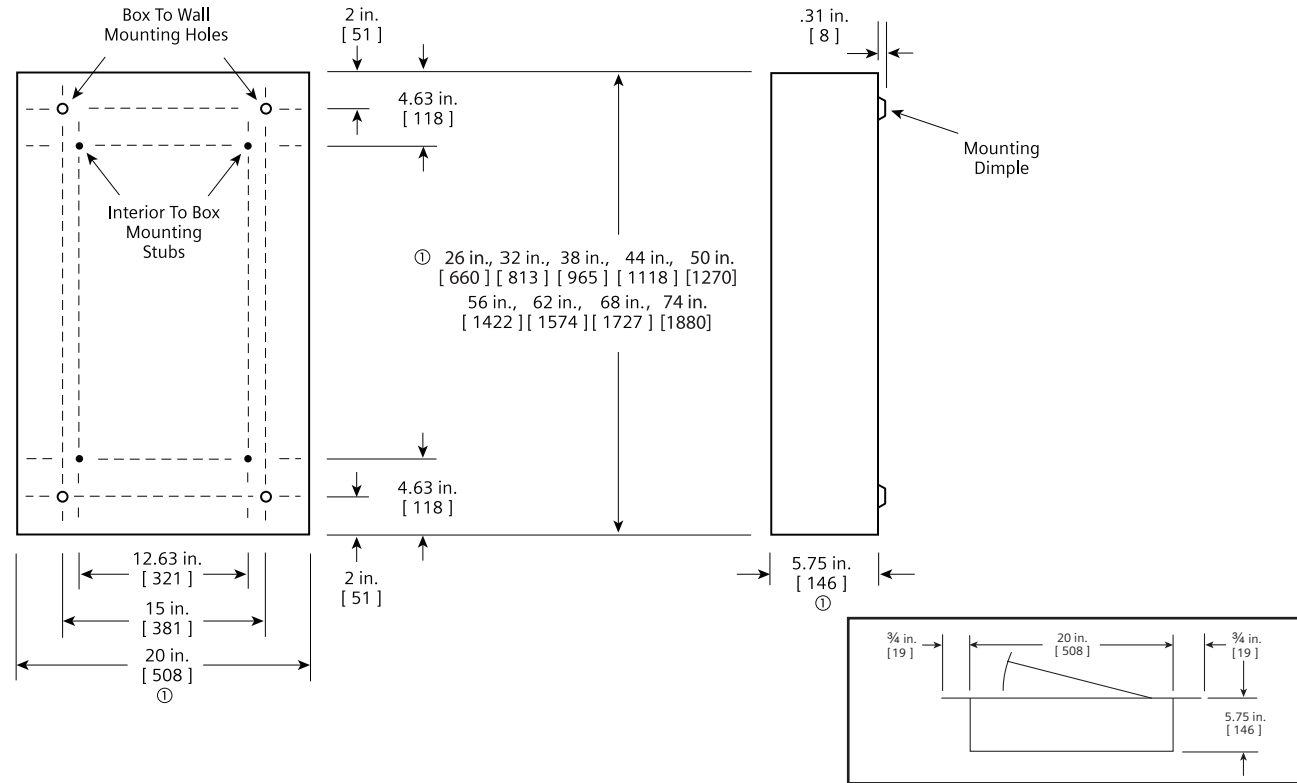 Box To Wall
Mounting Holes
2 in.
[ 51 ]
.31 in.
[ 8 ]
4.63 in.
[ 118 ]
Mounting
Dimple
Interior To Box
Mounting
Stubs
① 26 in., 32 in., 38 in., 44 in., 50 in.
[ 660 ] [ 813 ] [ 965 ] [ 1118 ] [1270]
56 in., 62 in., 68 in., 74 in.
[ 1422 ] [ 1574 ] [ 1727 ] [1880]
4.63 in.
[ 118 ]
12.63 in.
[ 321 ]
2 in.
[ 51 ]
5.75 in.
[ 146 ]
①
15 in.
[ 381 ]
20 in.
[ 508 ]
①
¾ in.
[19 ]
20 in.
[ 508 ]
¾ in.
[19 ]
5.75 in.
[ 146 ]